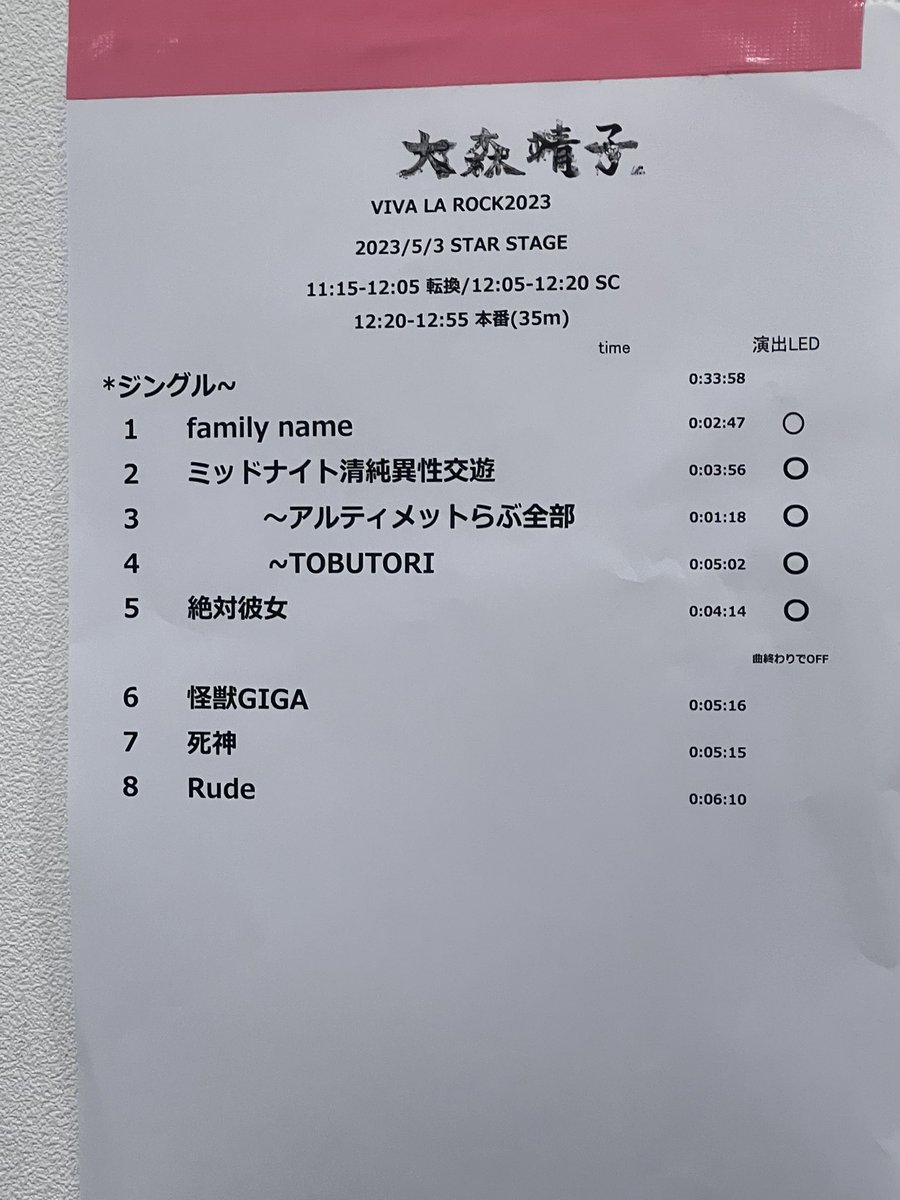 大森靖子
VIVA LA ROCK2023
2023/5/3 STAR STAGE
11:15-12:05 転換/12:05-12:20 SC
12:20-12:55 本番(35m)
time 演出LED
*ジングル~ 0:33:58
1 family name 0:02:47 ○
2 ミッドナイト清純異性交遊 0:03:56 ○
3 ～アルティメットらぶ全部 0:01:18 ○
4 ~TOBUTORI 0:05:02 ○
5 絶対彼女 0:04:14 ○
曲終わりでOFF
6 怪獣GIGA 0:05:16
7 死神 0:05:15
8 Rude 0:06:10